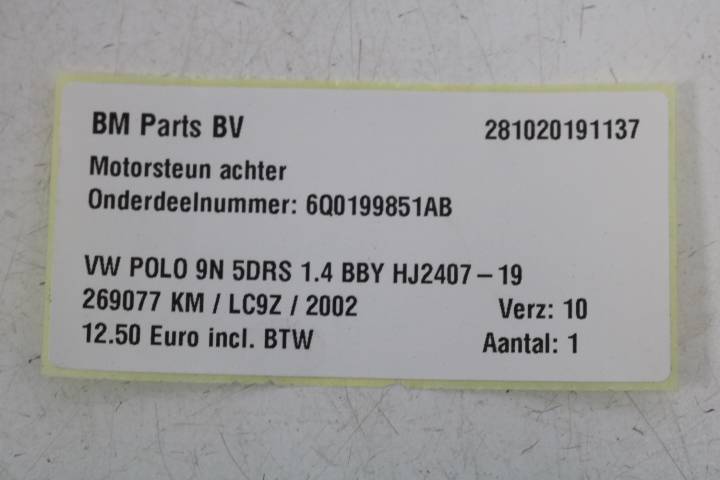 BM Parts BV 281020191137
Motorsteun achter
Onderdeelnummer: 6Q0199851AB
VW POLO 9N 5DRS 1.4 BBY HJ2407-19
269077 KM / LC9Z / 2002 Verz: 10
12.50 Euro incl. BTW Aantal: 1